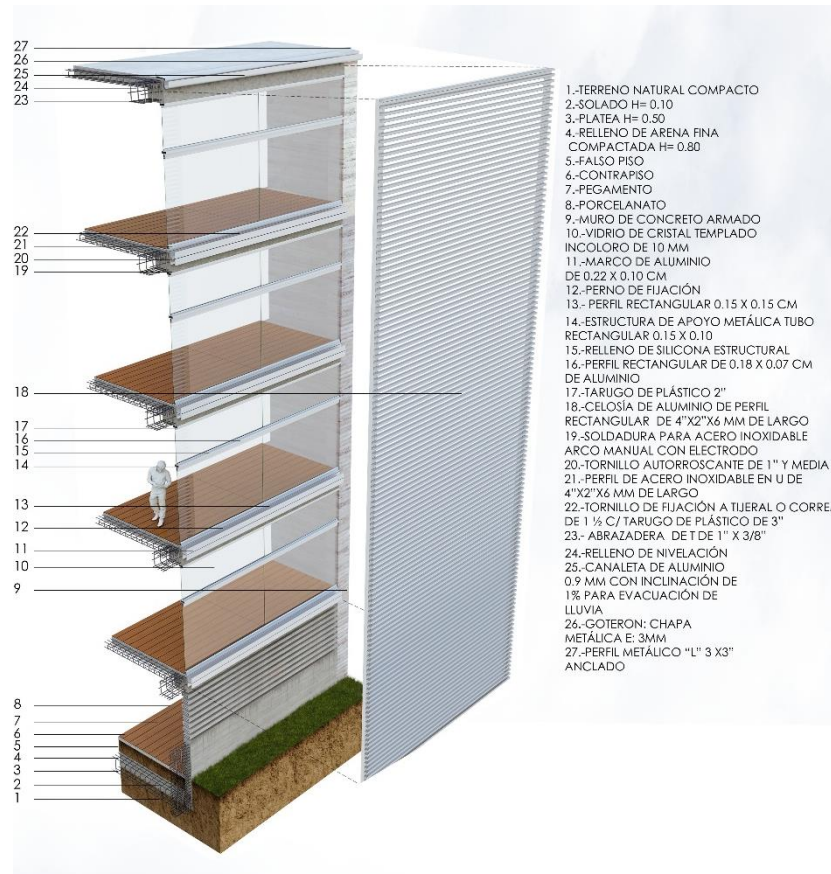 27
26
25
24
23
22
21
20
19
18
17
16
15
14
13
12
11
10
9
8
7
6
5
4
3
2
1
1.-TERRENO NATURAL COMPACTO
2.-SOLADO H= 0.10
3.-PLATEA H= 0.50
4.-RELLENO DE ARENA FINA
COMPACTADA H= 0.80
5.-FALSO PISO
6.-CONTRAPISO
7.-PEGAMENTO
8.-PORCELANATO
9.-MURO DE CONCRETO ARMADO
10.-VIDRIO DE CRISTAL TEMPLADO
INCOLORO DE 10 MM
11.-MARCO DE ALUMINIO
DE 0.22 X 0.10 CM
12.-PERNO DE FIJACIÓN
13.- PERFIL RECTANGULAR 0.15 X 0.15 CM
14.-ESTRUCTURA DE APOYO METÁLICA TUBO
RECTANGULAR 0.15 X 0.10
15.-RELLENO DE SILICONA ESTRUCTURAL
16.-PERFIL RECTANGULAR DE 0.18 X 0.07 CM
DE ALUMINIO
17.-TARUGO DE PLÁSTICO 2"
18.-CELOSÍA DE ALUMINIO DE PERFIL
RECTANGULAR DE 4"X2"X6 MM DE LARGO
19.-SOLDADURA PARA ACERO INOXIDABLE
ARCO MANUAL CON ELECTRODO
20.-TORNILLO AUTORROSCANTE DE 1" Y MEDIA
21.-PERFIL DE ACERO INOXIDABLE EN U DE
4"X2"X6 MM DE LARGO
22.-TORNILLO DE FIJACIÓN A TIJERAL O CORRE
DE 1 ½ C/ TARUGO DE PLÁSTICO DE 3"
23.- ABRAZADERA DE T DE 1" X 3/8"
24.-RELLENO DE NIVELACIÓN
25.-CANALETA DE ALUMINIO
0.9 MM CON INCLINACIÓN DE
1% PARA EVACUACIÓN DE
LLUVIA
26.-GOTERON: CHAPA
METÁLICA E: 3MM
27.-PERFIL METÁLICO "L" 3 X3"
ANCLADO